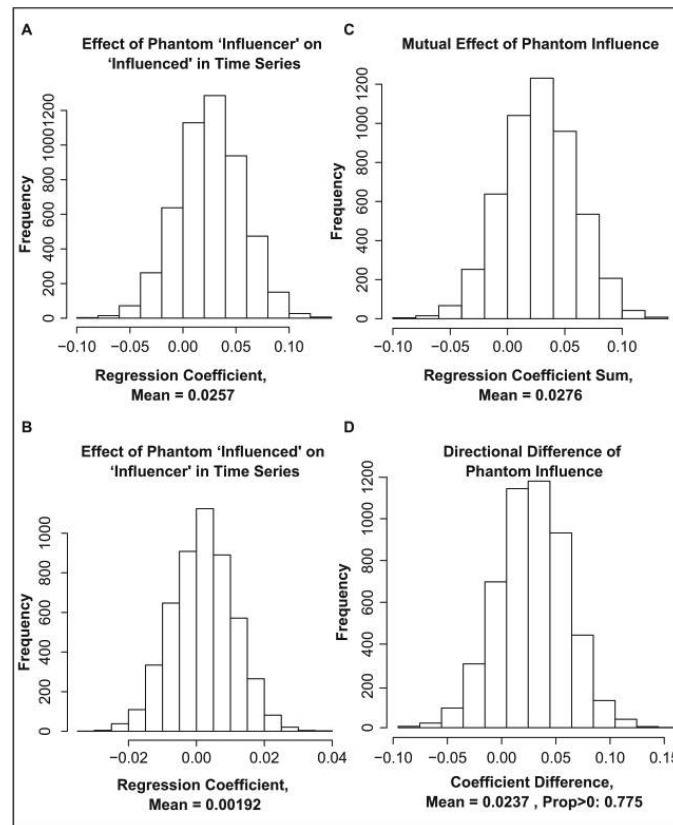 A
Effect of Phantom ‘Influencer' on
‘Influenced' in Time Series
Frequency
0 200 400 600 800 1000 1200
−0.10 −0.05 0.00 0.05 0.10
Regression Coefficient,
Mean = 0.0257
C
Mutual Effect of Phantom Influence
Frequency
0 200 400 600 800 1000 1200
−0.10 −0.05 0.00 0.05 0.10
Regression Coefficient Sum,
Mean = 0.0276
B
Effect of Phantom ‘Influenced' on
‘Influencer' in Time Series
Frequency
0 200 400 600 800 1000
−0.02 0.00 0.02 0.04
Regression Coefficient,
Mean = 0.00192
D
Directional Difference of
Phantom Influence
Frequency
0 200 400 600 800 1000 1200
−0.10 −0.05 0.00 0.05 0.10 0.15
Coefficient Difference,
Mean = 0.0237 , Prop>0: 0.775